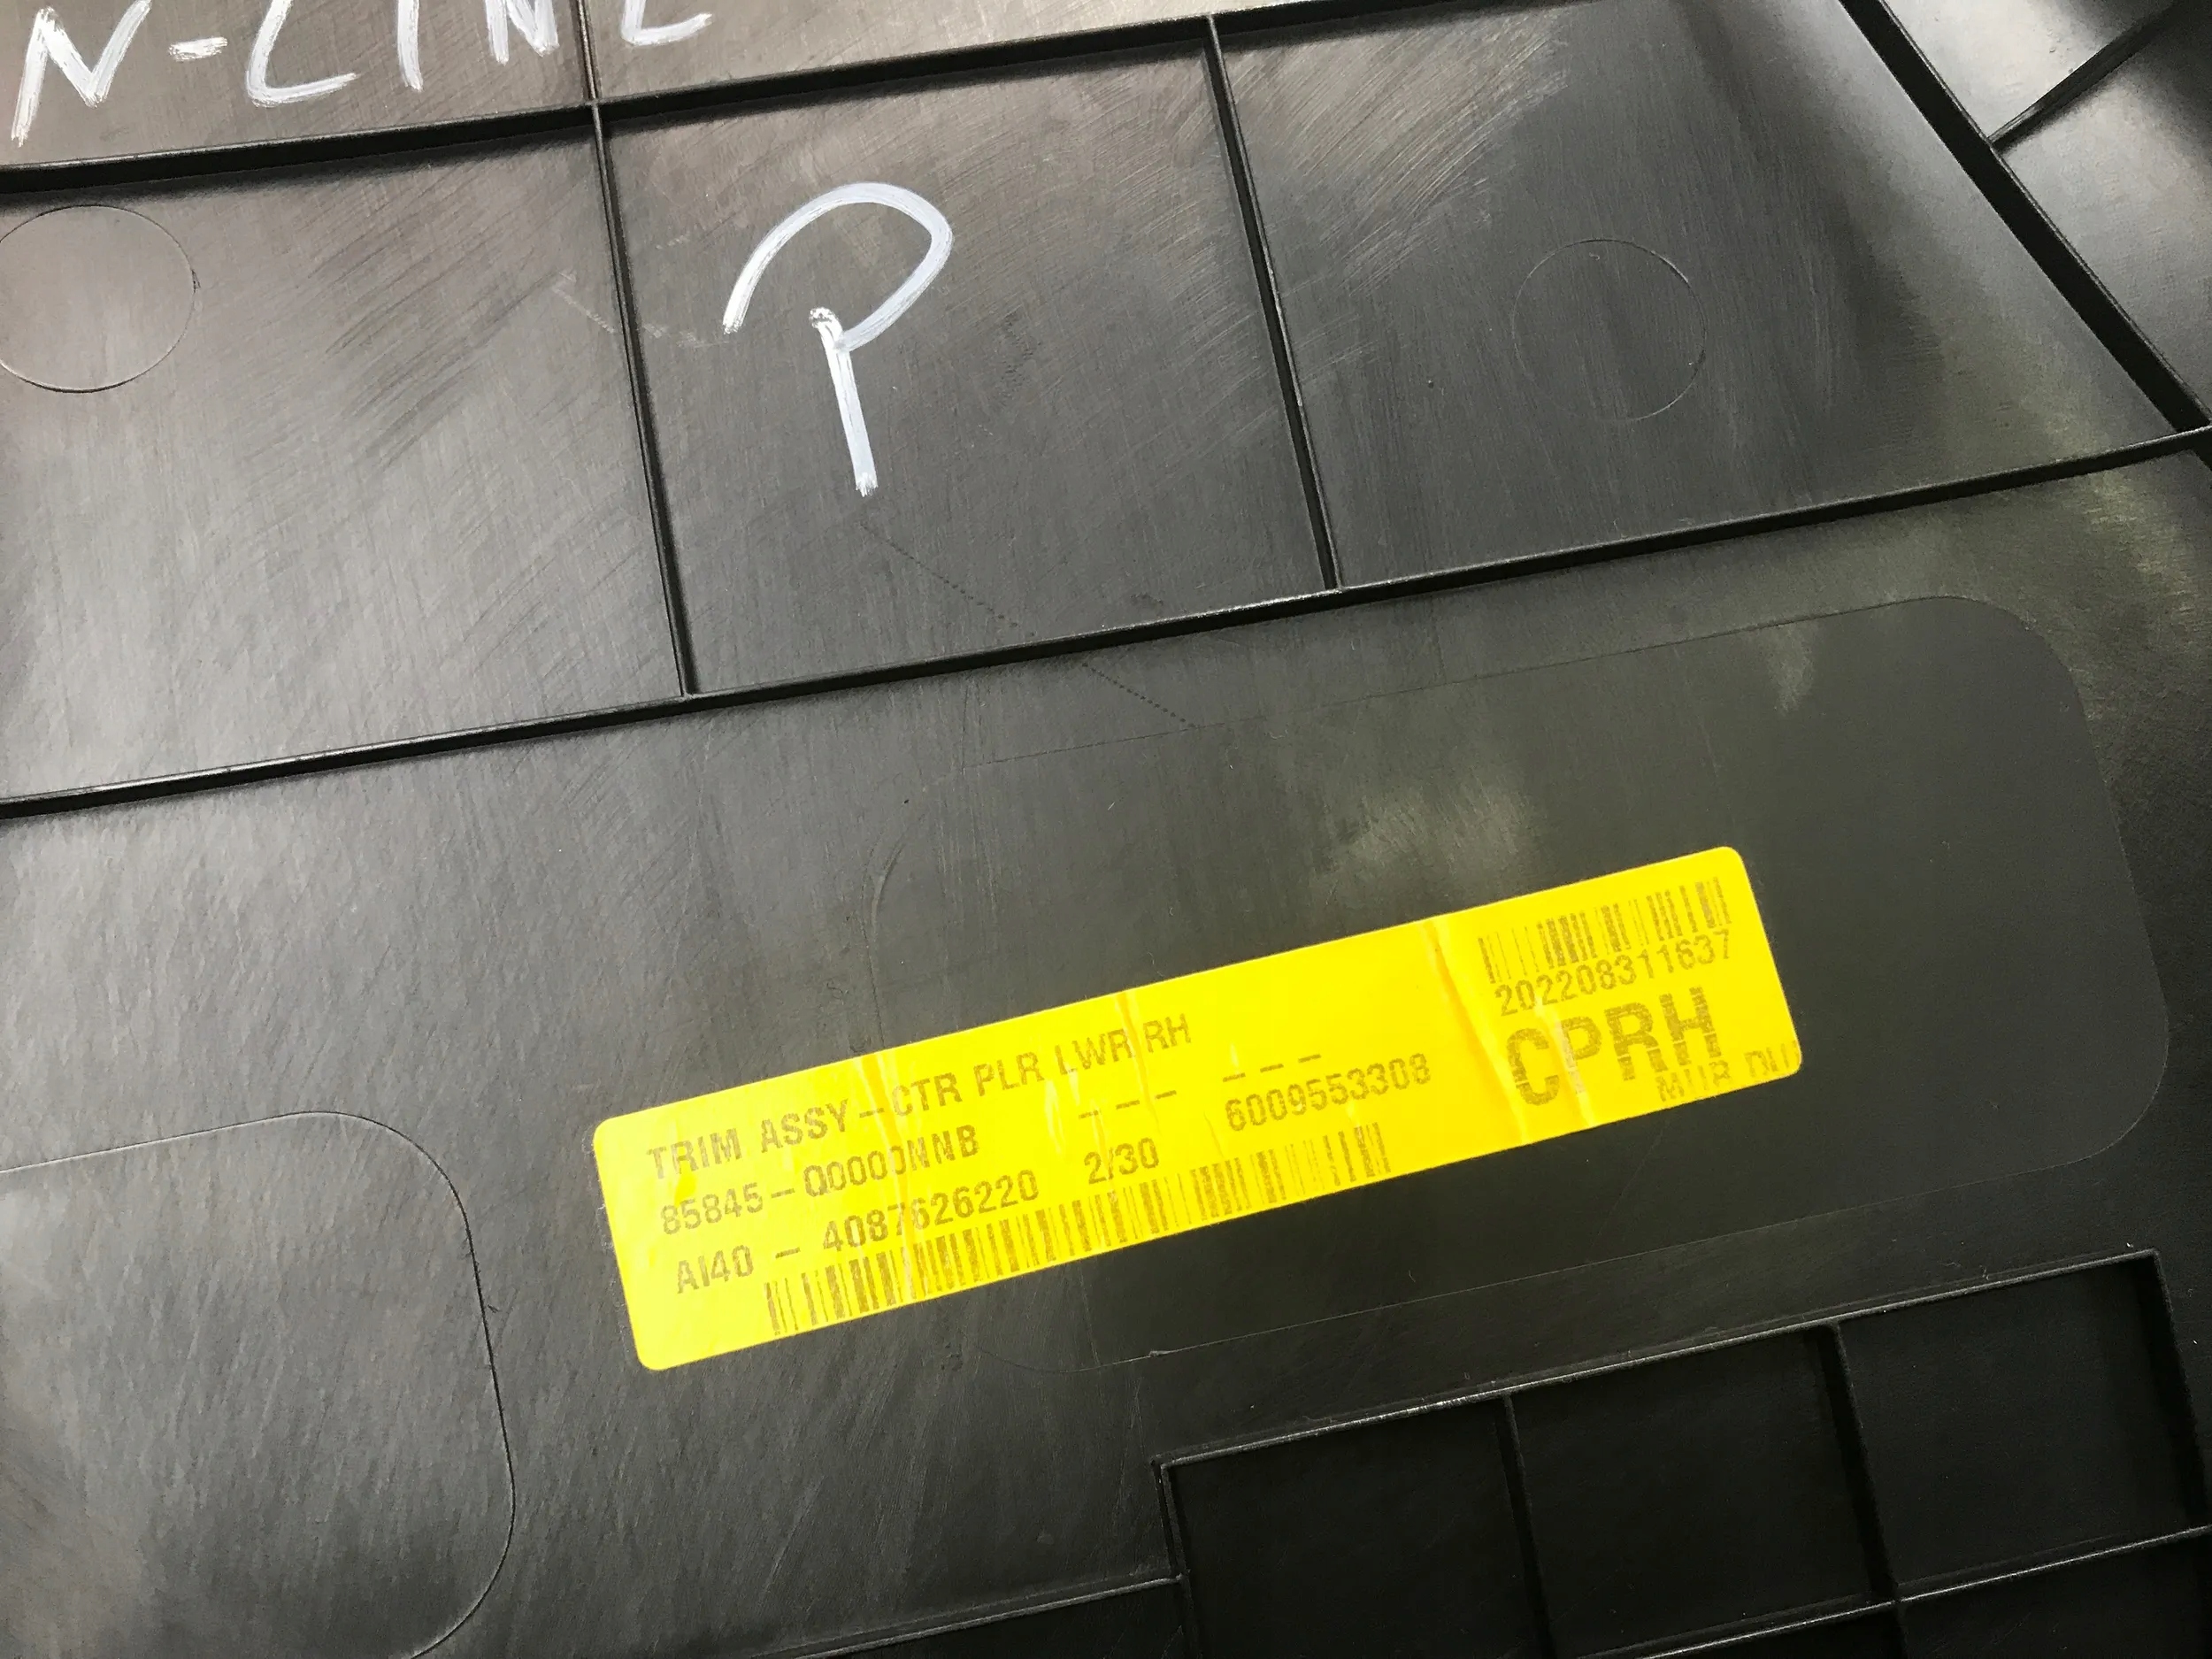 N-LINE
P
TRIM ASSY-CTR PLR LWR RH
85845-Q0000NNB --- ---
AI40 - 4087626220 2/30 6009553308
202208311637
CPRH